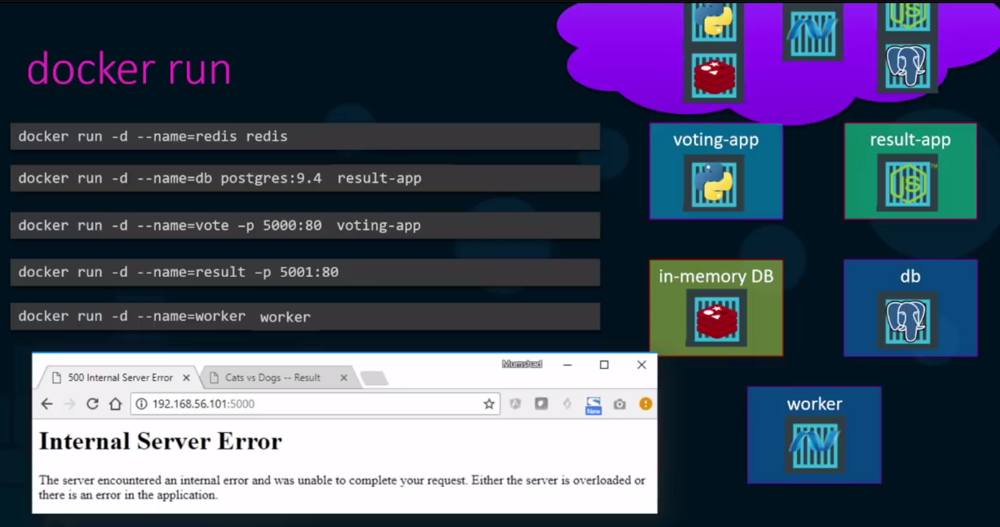 docker run
docker run -d --name=redis redis
docker run -d --name=db postgres:9.4 result-app
docker run -d --name=vote –p 5000:80 voting-app
docker run -d --name=result –p 5001:80
docker run -d --name=worker worker
voting-app
result-app
JS
TM
in-memory DB
db
worker
Mumshad
500 Internal Server Error
Cats vs Dogs -- Result
192.168.56.101:5000
New
Internal Server Error
The server encountered an internal error and was unable to complete your request. Either the server is overloaded or
there is an error in the application.